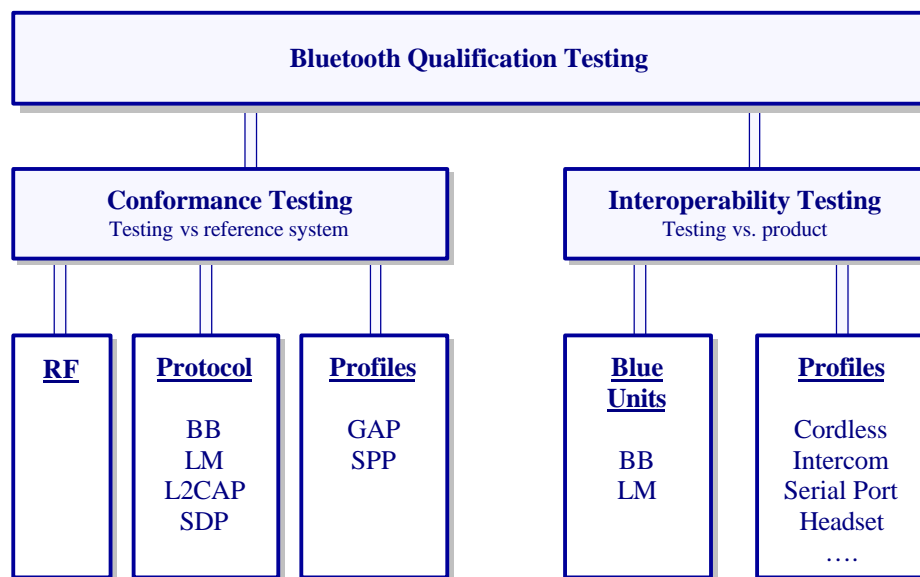 Bluetooth Qualification Testing
Conformance Testing
Testing vs reference system
Interoperability Testing
Testing vs. product
RF
Protocol
BB
LM
L2CAP
SDP
Profiles
GAP
SPP
Blue
Units
BB
LM
Profiles
Cordless
Intercom
Serial Port
Headset
….